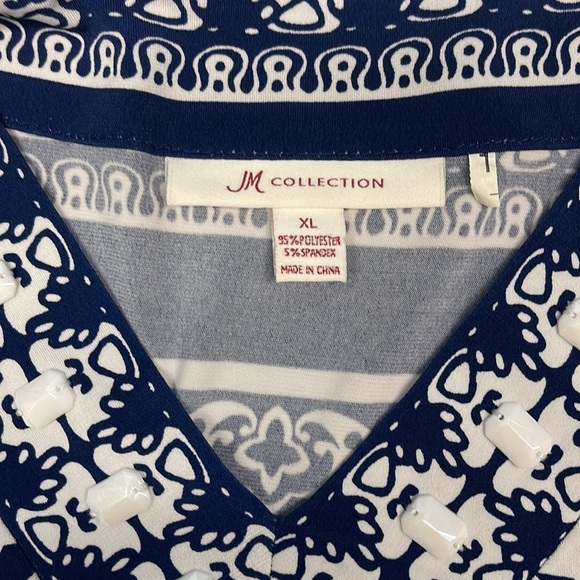 JM COLLECTION
XL
95% POLYESTER
5% SPANDEX
MADE IN CHINA